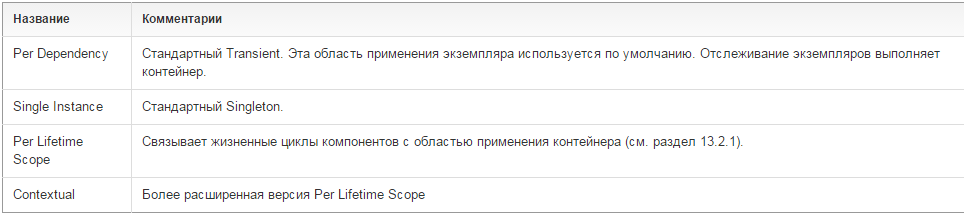 Название Комментарии
Per Dependency Стандартный Transient. Эта область применения экземпляра используется по умолчанию. Отслеживание экземпляров выполняет
контейнер.
Single Instance Стандартный Singleton.
Per Lifetime Связывает жизненные циклы компонентов с областью применения контейнера (см. раздел 13.2.1).
Scope
Contextual Более расширенная версия Per Lifetime Scope